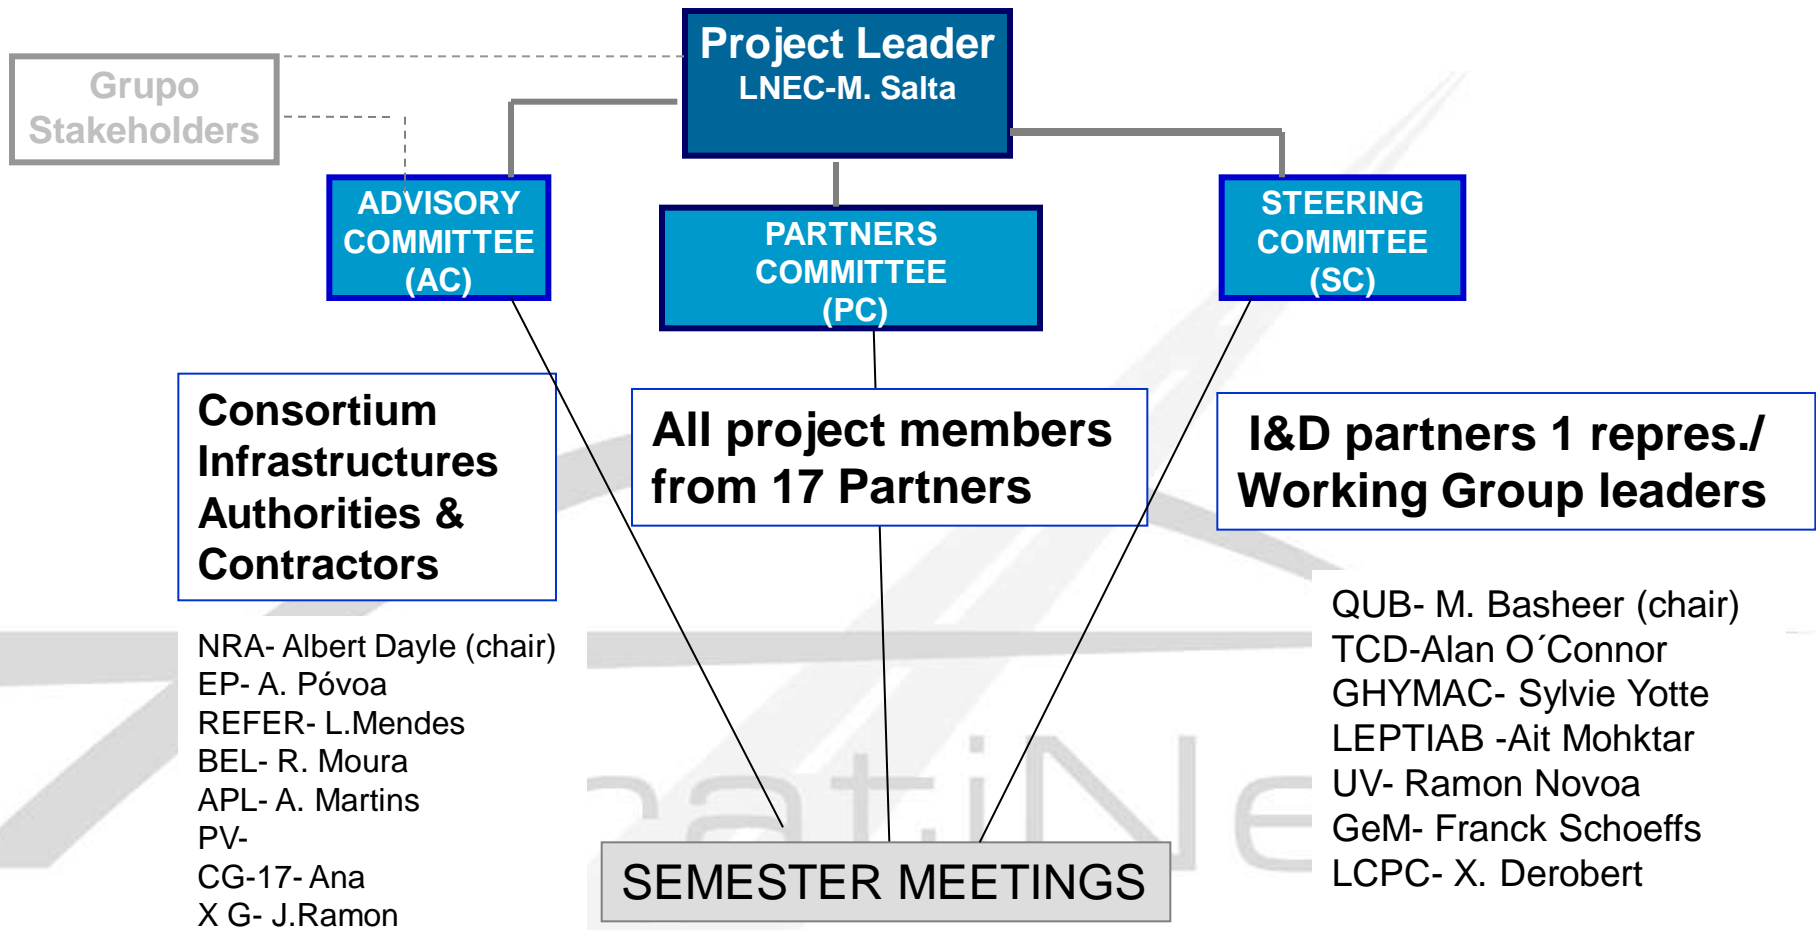 Project Leader
LNEC-M. Salta
Grupo
Stakeholders
ADVISORY
COMMITTEE
(AC)
PARTNERS
COMMITTEE
(PC)
STEERING
COMMITEE
(SC)
Consortium
Infrastructures
Authorities &
Contractors
All project members
from 17 Partners
I&D partners 1 repres./
Working Group leaders
NRA- Albert Dayle (chair)
EP- A. Póvoa
REFER- L.Mendes
BEL- R. Moura
APL- A. Martins
PV-
CG-17- Ana
X G- J.Ramon
QUB- M. Basheer (chair)
TCD-Alan O´Connor
GHYMAC- Sylvie Yotte
LEPTIAB -Ait Mohktar
UV- Ramon Novoa
GeM- Franck Schoeffs
LCPC- X. Derobert
SEMESTER MEETINGS